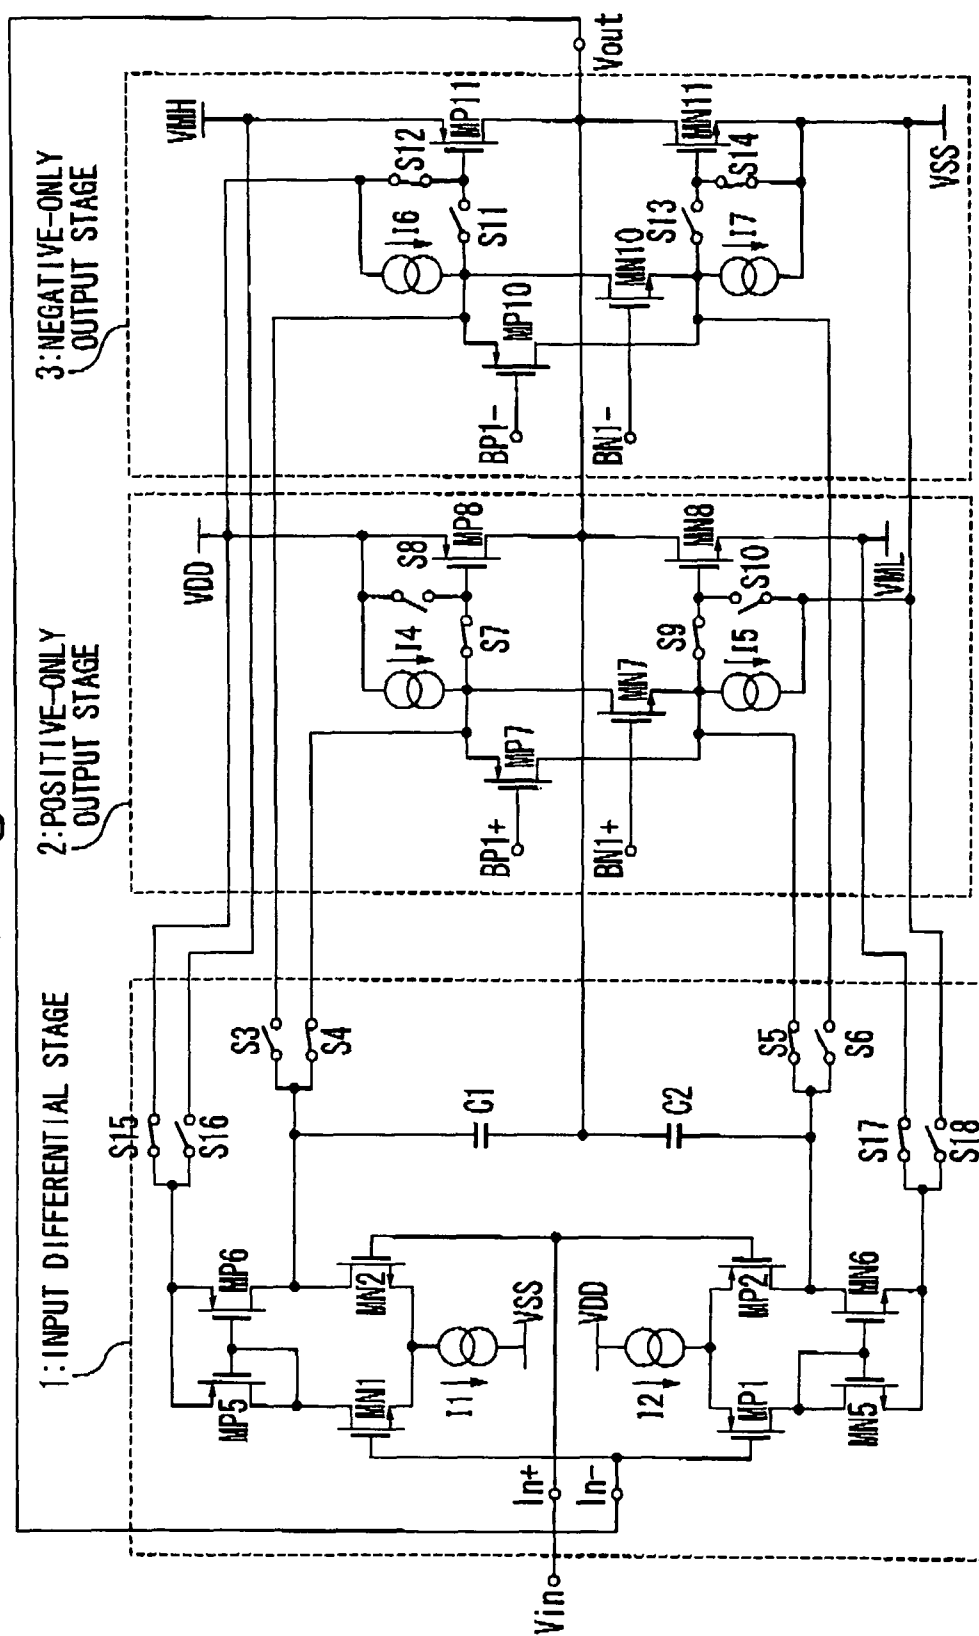 1:INPUT DIFFERENTIAL STAGE
2:POSITIVE-ONLY
OUTPUT STAGE
3:NEGATIVE-ONLY
OUTPUT STAGE
S15
S16
MP5
MP6
MN1
MN2
I1
VSS
S3
S4
C1
Vin
In+
In-
VDD
I2
MP1
MP2
MN5
MN6
C2
S5
S6
S17
S18
VDD
I4
S8
MP8
S7
MP7
BP1+
BN1+
MN7
S9
MN8
I5
S10
VML
VMH
I6
S12
MP11
S11
MP10
BP1-
BN1-
MN10
S13
MN11
I7
S14
VSS
Vout